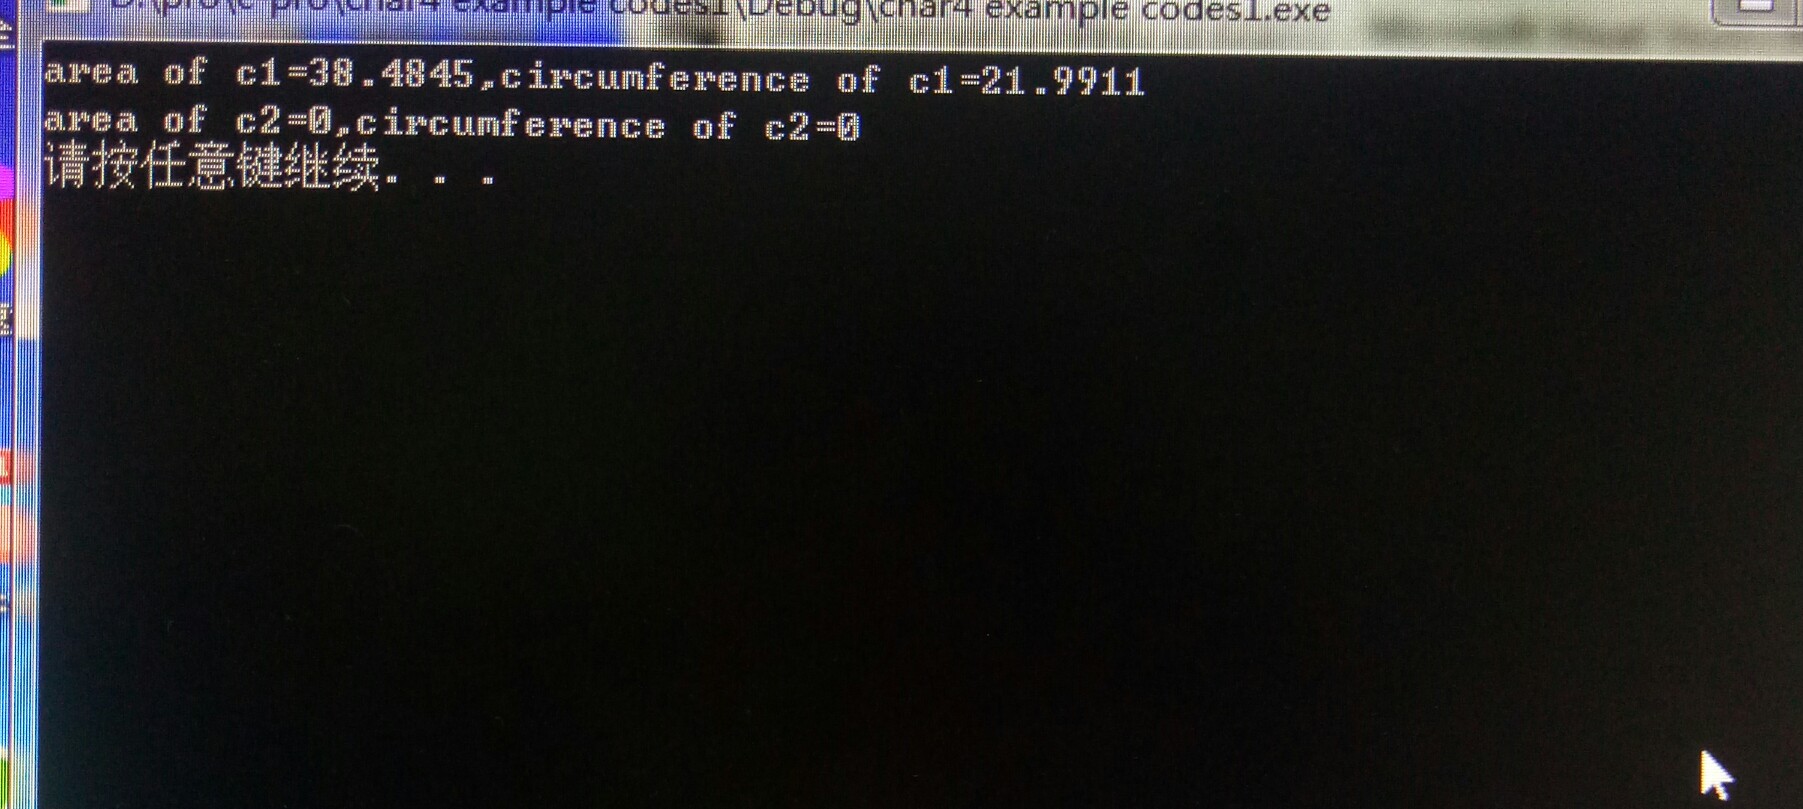 D:\pro\c pro\char4 example codes1\Debug\char4 example codes1.exe
area of c1=38.4845,circumference of c1=21.9911
area of c2=0,circumference of c2=0
请按任意键继续. . .